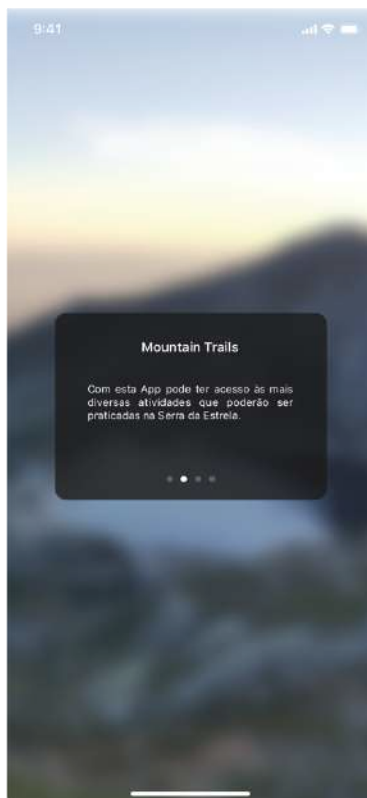 9:41
Mountain Trails
Com esta App pode ter acesso às mais
diversas atividades que poderão ser
praticadas na Serra da Estrela.